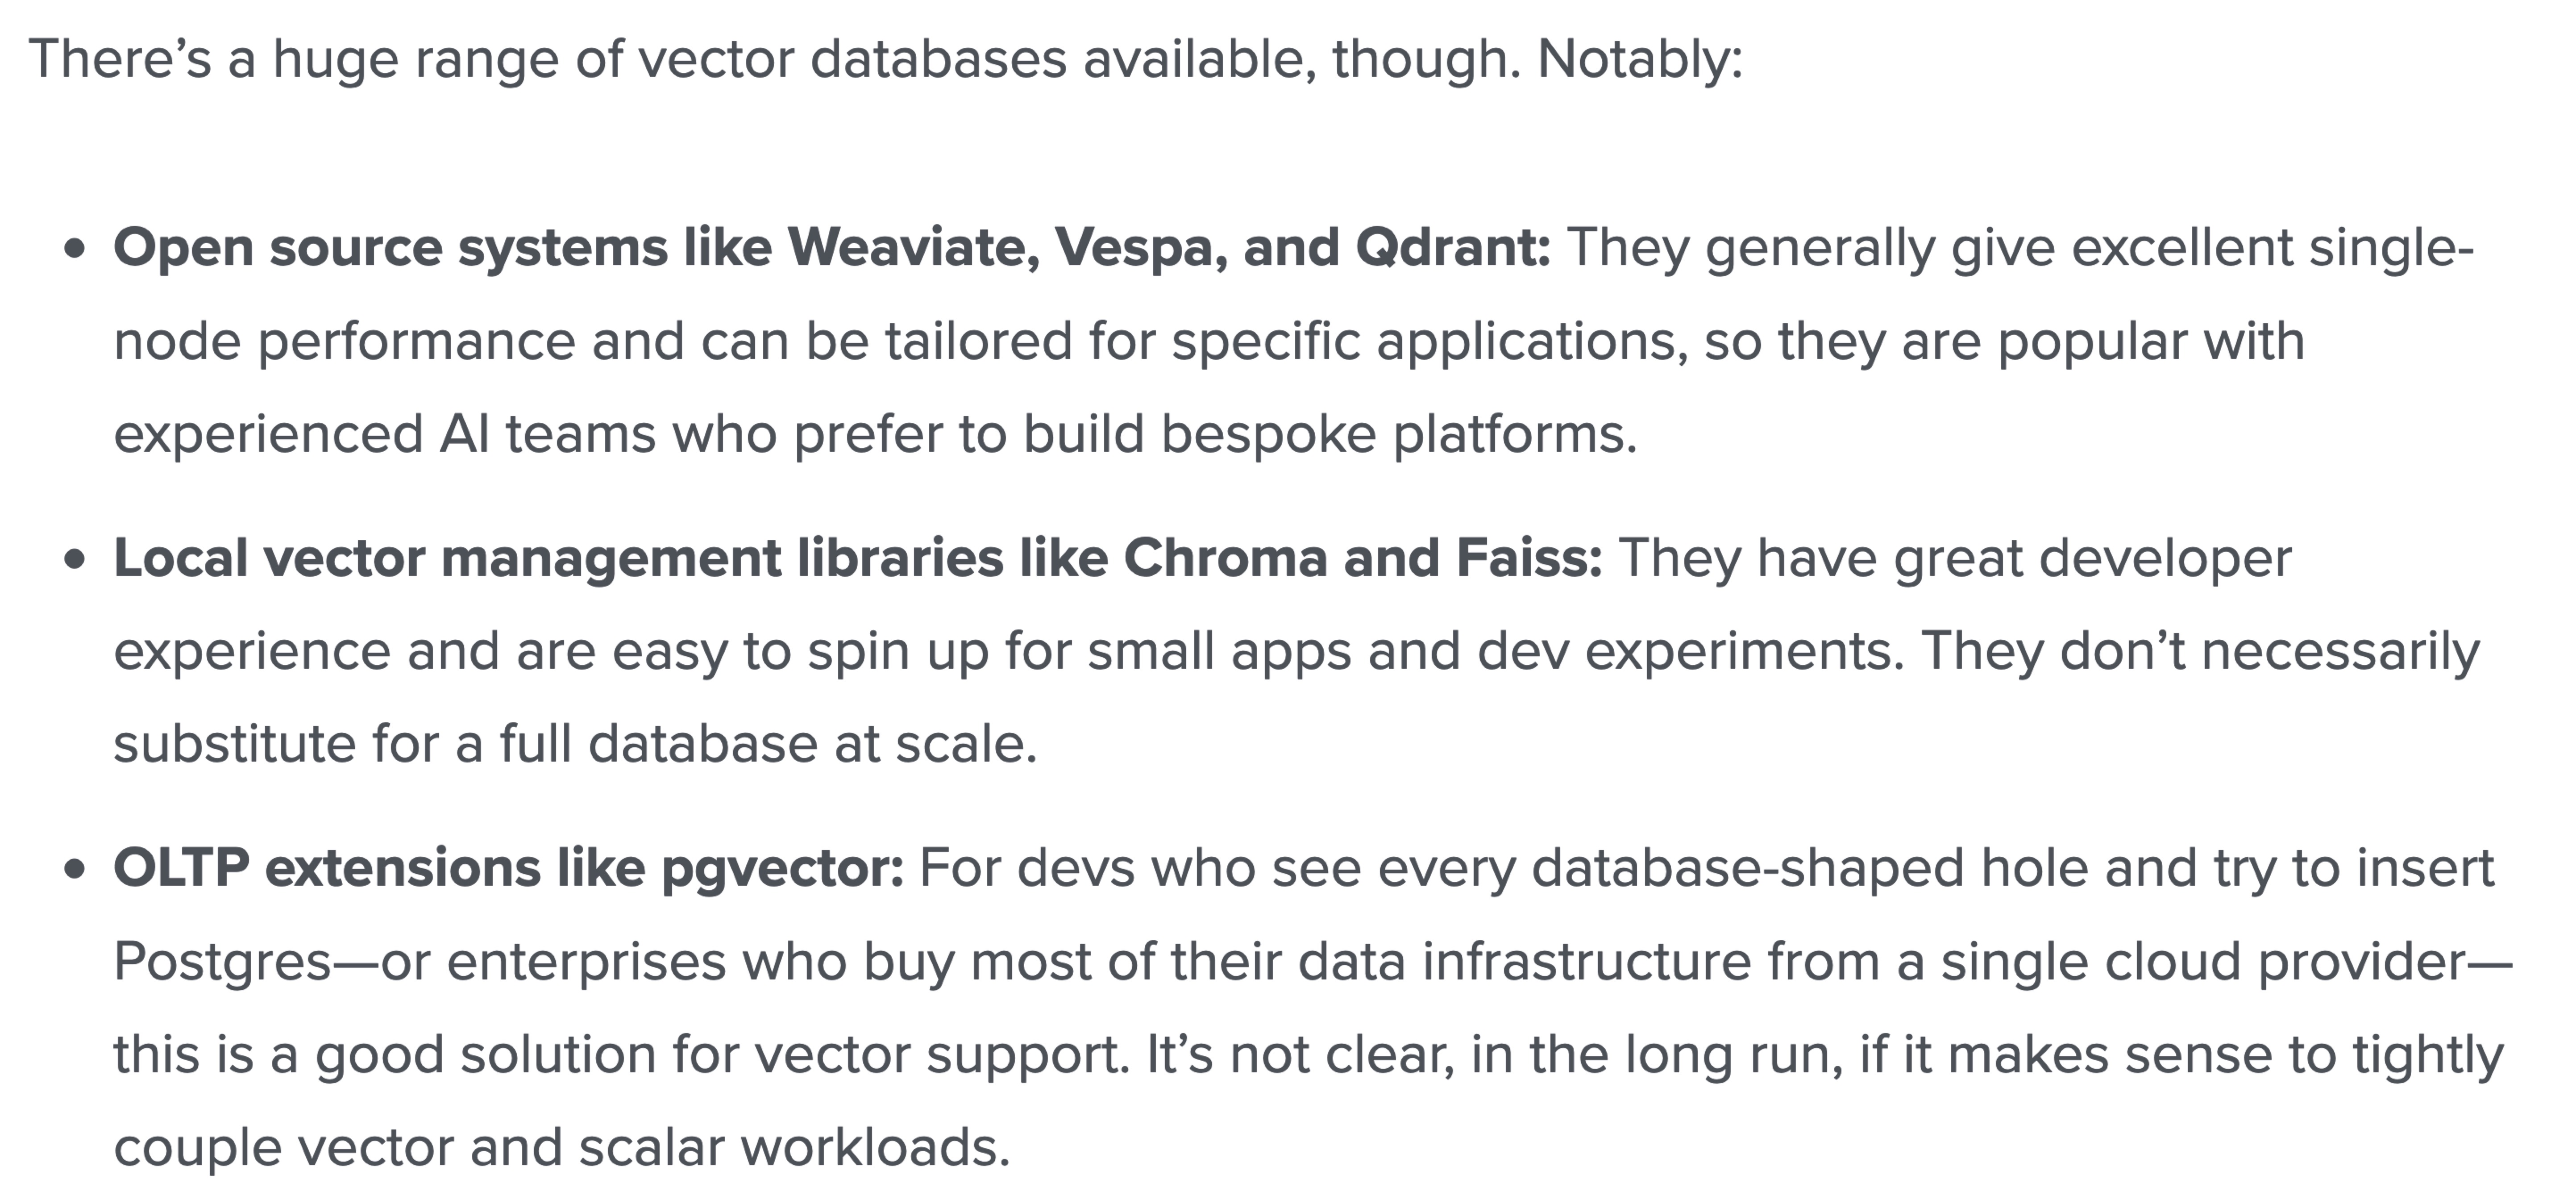 There’s a huge range of vector databases available, though. Notably:
• Open source systems like Weaviate, Vespa, and Qdrant: They generally give excellent single-
node performance and can be tailored for specific applications, so they are popular with
experienced AI teams who prefer to build bespoke platforms.
• Local vector management libraries like Chroma and Faiss: They have great developer
experience and are easy to spin up for small apps and dev experiments. They don’t necessarily
substitute for a full database at scale.
• OLTP extensions like pgvector: For devs who see every database-shaped hole and try to insert
Postgres—or enterprises who buy most of their data infrastructure from a single cloud provider—
this is a good solution for vector support. It’s not clear, in the long run, if it makes sense to tightly
couple vector and scalar workloads.